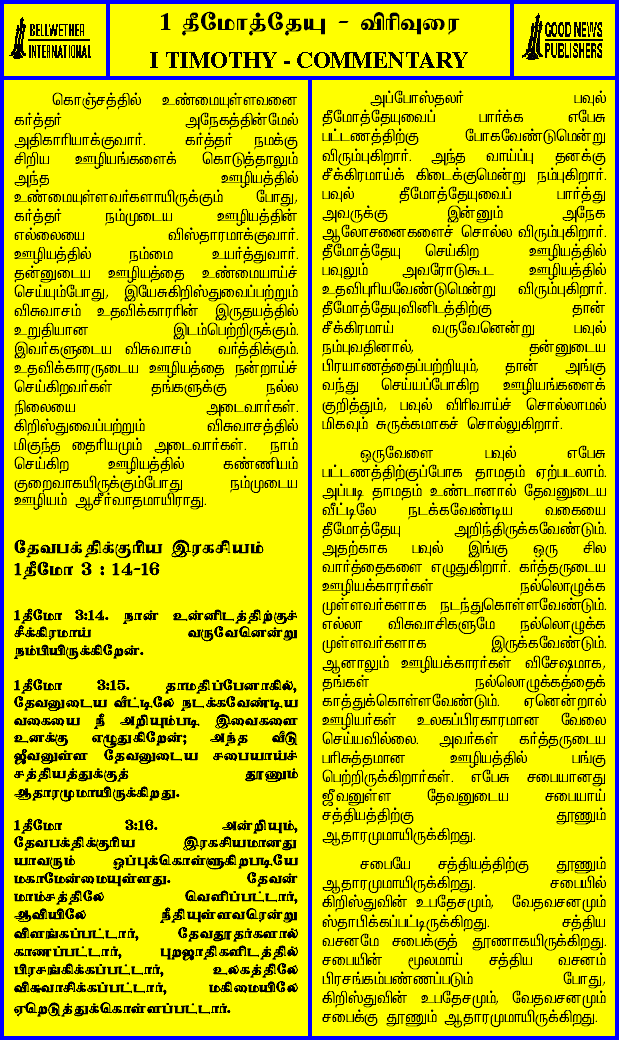 BELLWETHER
INTERNATIONAL
1 தீமோத்தேயு - விரிவுரை
I TIMOTHY - COMMENTARY
GOOD NEWS
PUBLISHERS
கொஞ்சத்தில் உண்மையுள்ளவனை
கர்த்தர் அநேகத்தின்மேல்
அதிகாரியாக்குவார். கர்த்தர் நமக்கு
சிறிய ஊழியங்களைக் கொடுத்தாலும்
அந்த ஊழியத்தில்
உண்மையுள்ளவர்களாயிருக்கும் போது,
கர்த்தர் நம்முடைய ஊழியத்தின்
எல்லையை விஸ்தாரமாக்குவார்.
ஊழியத்தில் நம்மை உயர்த்துவார்.
தன்னுடைய ஊழியத்தை உண்மையாய்ச்
செய்யும்போது, இயேசுகிறிஸ்துவைப்பற்றும்
விசுவாசம் உதவிக்காரரின் இருதயத்தில்
உறுதியான இடம்பெற்றிருக்கும்.
இவர்களுடைய விசுவாசம் வர்த்திக்கும்.
உதவிக்காரருடைய ஊழியத்தை நன்றாய்ச்
செய்கிறவர்கள் தங்களுக்கு நல்ல
நிலையை அடைவார்கள்.
கிறிஸ்துவைப்பற்றும் விசுவாசத்தில்
மிகுந்த தைரியமும் அடைவார்கள். நாம்
செய்கிற ஊழியத்தில் கண்ணியம்
குறைவாகயிருக்கும்போது நம்முடைய
ஊழியம் ஆசீர்வாதமாயிராது.
தேவபக்திக்குரிய இரகசியம்
1தீமோ 3 : 14-16
1தீமோ 3:14. நான் உன்னிடத்திற்குச்
சீக்கிரமாய் வருவேனென்று
நம்பியிருக்கிறேன்.
1தீமோ 3:15. தாமதிப்பேனாகில்,
தேவனுடைய வீட்டிலே நடக்கவேண்டிய
வகையை நீ அறியும்படி இவைகளை
உனக்கு எழுதுகிறேன்; அந்த வீடு
ஜீவனுள்ள தேவனுடைய சபையாய்ச்
சத்தியத்துக்குத் தூணும்
ஆதாரமுமாயிருக்கிறது.
1தீமோ 3:16. அன்றியும்,
தேவபக்திக்குரிய இரகசியமானது
யாவரும் ஒப்புக்கொள்ளுகிறபடியே
மகாமேன்மையுள்ளது. தேவன்
மாம்சத்திலே வெளிப்பட்டார்,
ஆவியிலே நீதியுள்ளவரென்று
விளங்கப்பட்டார், தேவதூதர்களால்
காணப்பட்டார், புறஜாதிகளிடத்தில்
பிரசங்கிக்கப்பட்டார், உலகத்திலே
விசுவாசிக்கப்பட்டார், மகிமையிலே
ஏறெடுத்துக்கொள்ளப்பட்டார்.
அப்போஸ்தலர் பவுல்
தீமோத்தேயுவைப் பார்க்க எபேசு
பட்டணத்திற்கு போகவேண்டுமென்று
விரும்புகிறார். அந்த வாய்ப்பு தனக்கு
சீக்கிரமாய்க் கிடைக்குமென்று நம்புகிறார்.
பவுல் தீமோத்தேயுவைப் பார்த்து
அவருக்கு இன்னும் அநேக
ஆலோசனைகளைச் சொல்ல விரும்புகிறார்.
தீமோத்தேயு செய்கிற ஊழியத்தில்
பவுலும் அவரோடுகூட ஊழியத்தில்
உதவிபுரியவேண்டுமென்று விரும்புகிறார்.
தீமோத்தேயுவினிடத்திற்கு தான்
சீக்கிரமாய் வருவேனென்று பவுல்
நம்புவதினால், தன்னுடைய
பிரயாணத்தைப்பற்றியும், தான் அங்கு
வந்து செய்யப்போகிற ஊழியங்களைக்
குறித்தும், பவுல் விரிவாய்ச் சொல்லாமல்
மிகவும் சுருக்கமாகச் சொல்லுகிறார்.
ஒருவேளை பவுல் எபேசு
பட்டணத்திற்குப்போக தாமதம் ஏற்படலாம்.
அப்படி தாமதம் உண்டானால் தேவனுடைய
வீட்டிலே நடக்கவேண்டிய வகையை
தீமோத்தேயு அறிந்திருக்கவேண்டும்.
அதற்காக பவுல் இங்கு ஒரு சில
வார்த்தைகளை எழுதுகிறார். கர்த்தருடைய
ஊழியக்காரர்கள் நல்லொழுக்க
முள்ளவர்களாக நடந்துகொள்ளவேண்டும்.
எல்லா விசுவாசிகளுமே நல்லொழுக்க
முள்ளவர்களாக இருக்கவேண்டும்.
ஆனாலும் ஊழியக்காரர்கள் விசேஷமாக,
தங்கள் நல்லொழுக்கத்தைக்
காத்துக்கொள்ளவேண்டும். ஏனென்றால்
ஊழியர்கள் உலகப்பிரகாரமான வேலை
செய்யவில்லை. அவர்கள் கர்த்தருடைய
பரிசுத்தமான ஊழியத்தில் பங்கு
பெற்றிருக்கிறார்கள். எபேசு சபையானது
ஜீவனுள்ள தேவனுடைய சபையாய்
சத்தியத்திற்கு தூணும்
ஆதாரமுமாயிருக்கிறது.
சபையே சத்தியத்திற்கு தூணும்
ஆதாரமுமாயிருக்கிறது. சபையில்
கிறிஸ்துவின் உபதேசமும், வேதவசனமும்
ஸ்தாபிக்கப்பட்டிருக்கிறது. சத்திய
வசனமே சபைக்குத் தூணாகயிருக்கிறது.
சபையின் மூலமாய் சத்திய வசனம்
பிரசங்கம்பண்ணப்படும் போது,
கிறிஸ்துவின் உபதேசமும், வேதவசனமும்
சபைக்கு தூணும் ஆதாரமுமாயிருக்கிறது.